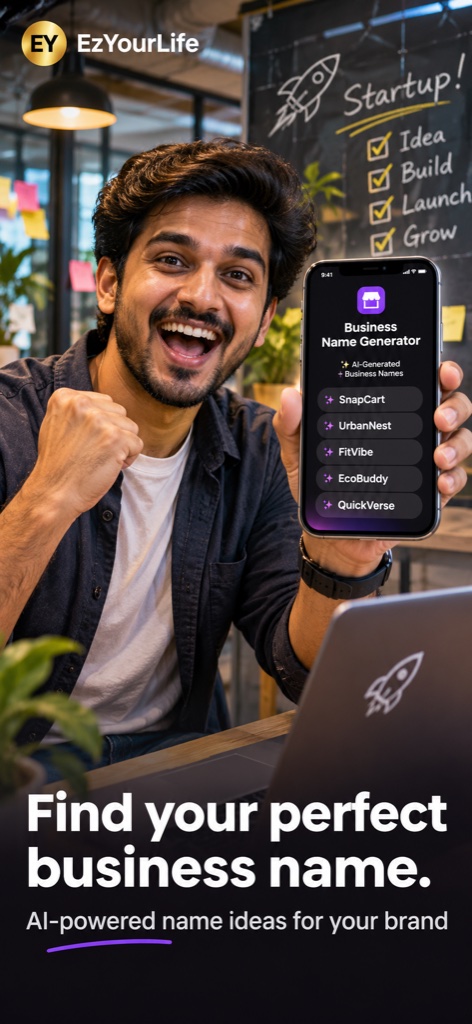 EY EzYourLife
Startup!
Idea
Build
Launch
Grow
9:41
Business
Name Generator
AI-Generated
Business Names
SnapCart
UrbanNest
FitVibe
EcoBuddy
QuickVerse
Find your perfect
business name.
AI-powered name ideas for your brand